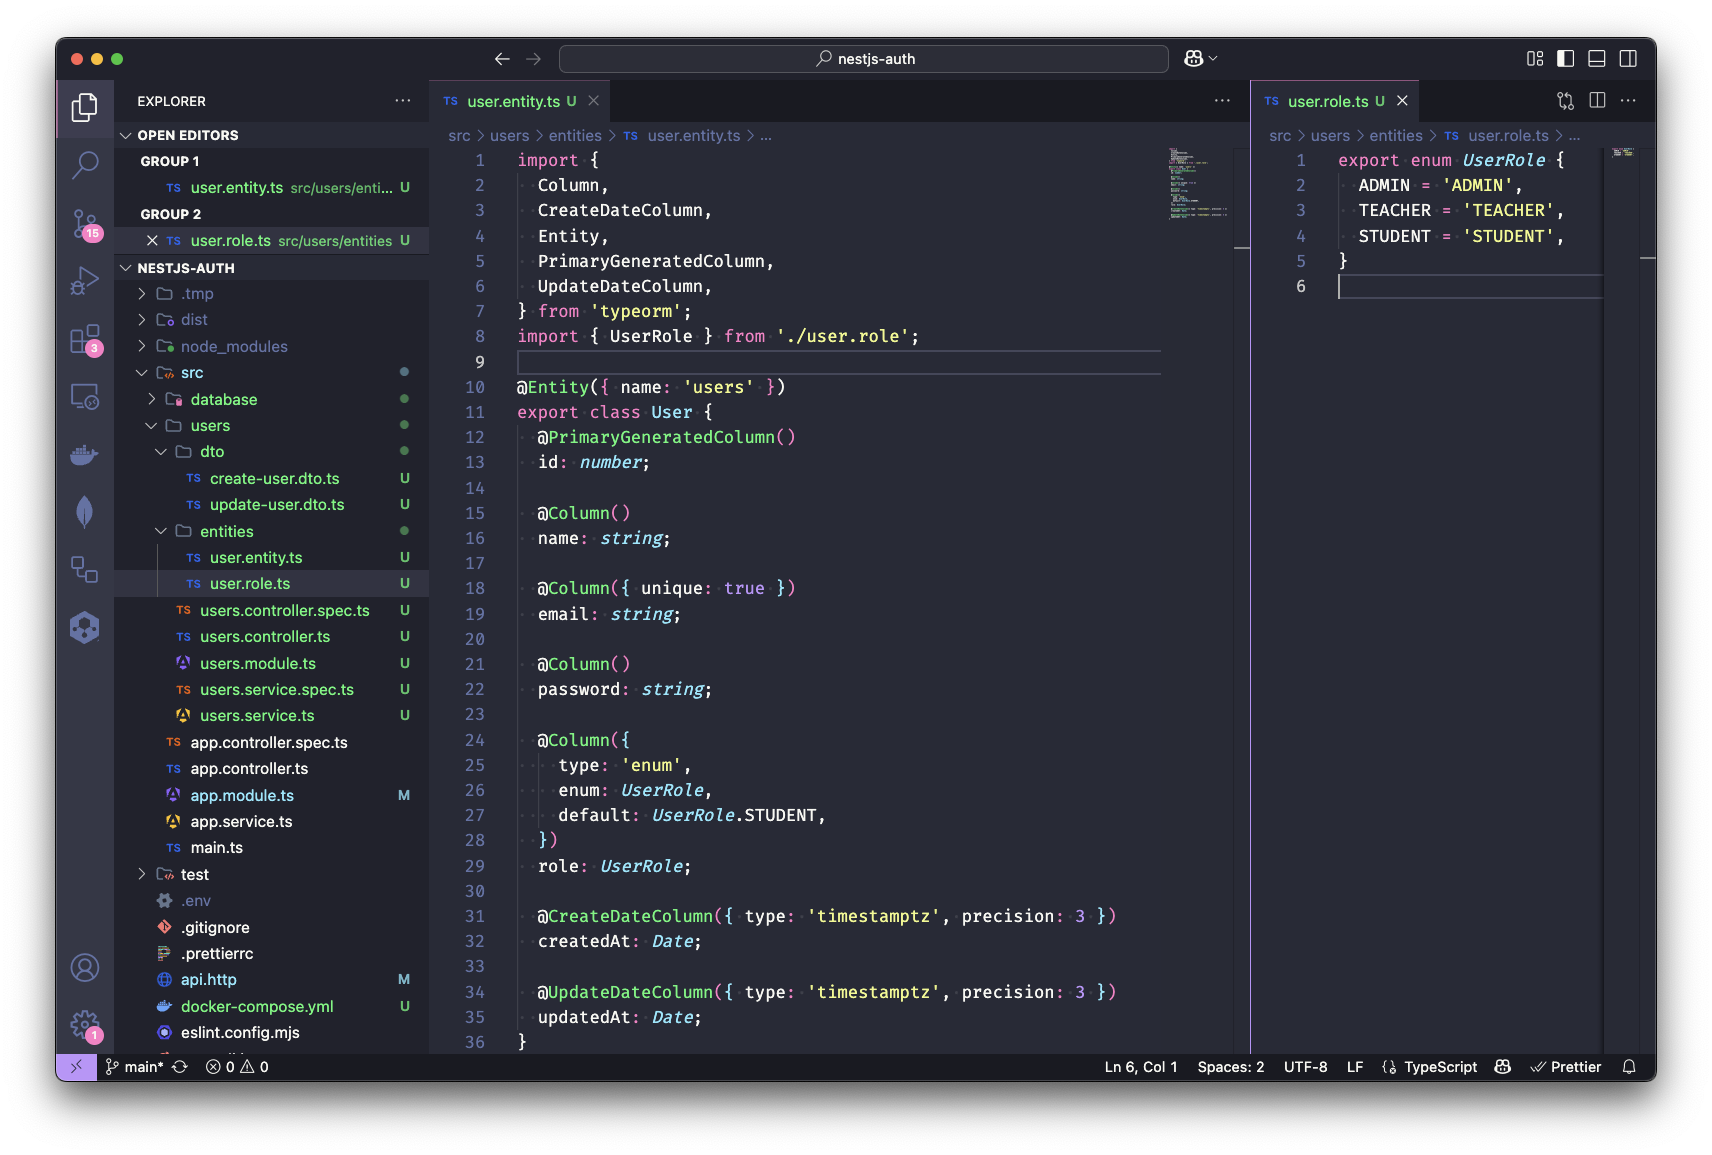 nestjs-auth
EXPLORER
OPEN EDITORS
GROUP 1
TS user.entity.ts src/users/enti... U
GROUP 2
TS user.role.ts src/users/entities U
NESTJS-AUTH
.tmp
dist
node_modules
src
database
users
dto
TS create-user.dto.ts U
TS update-user.dto.ts U
entities
TS user.entity.ts U
TS user.role.ts U
TS users.controller.spec.ts U
TS users.controller.ts U
users.module.ts U
TS users.service.spec.ts U
users.service.ts U
TS app.controller.spec.ts
TS app.controller.ts
app.module.ts M
app.service.ts
TS main.ts
test
.env
.gitignore
.prettierrc
api.http M
docker-compose.yml U
eslint.config.mjs
15
3
1
TS user.entity.ts U
src > users > entities > TS user.entity.ts > ...
1 import {
2 Column,
3 CreateDateColumn,
4 Entity,
5 PrimaryGeneratedColumn,
6 UpdateDateColumn,
7 } from 'typeorm';
8 import { UserRole } from './user.role';
9
10 @Entity({ name: 'users' })
11 export class User {
12 @PrimaryGeneratedColumn()
13 id: number;
14
15 @Column()
16 name: string;
17
18 @Column({ unique: true })
19 email: string;
20
21 @Column()
22 password: string;
23
24 @Column({
25 type: 'enum',
26 enum: UserRole,
27 default: UserRole.STUDENT,
28 })
29 role: UserRole;
30
31 @CreateDateColumn({ type: 'timestamptz', precision: 3 })
32 createdAt: Date;
33
34 @UpdateDateColumn({ type: 'timestamptz', precision: 3 })
35 updatedAt: Date;
36 }
TS user.role.ts U
src > users > entities > TS user.role.ts > ...
1 export enum UserRole {
2 ADMIN = 'ADMIN',
3 TEACHER = 'TEACHER',
4 STUDENT = 'STUDENT',
5 }
6
main* 0 0
Ln 6, Col 1 Spaces: 2 UTF-8 LF TypeScript Prettier